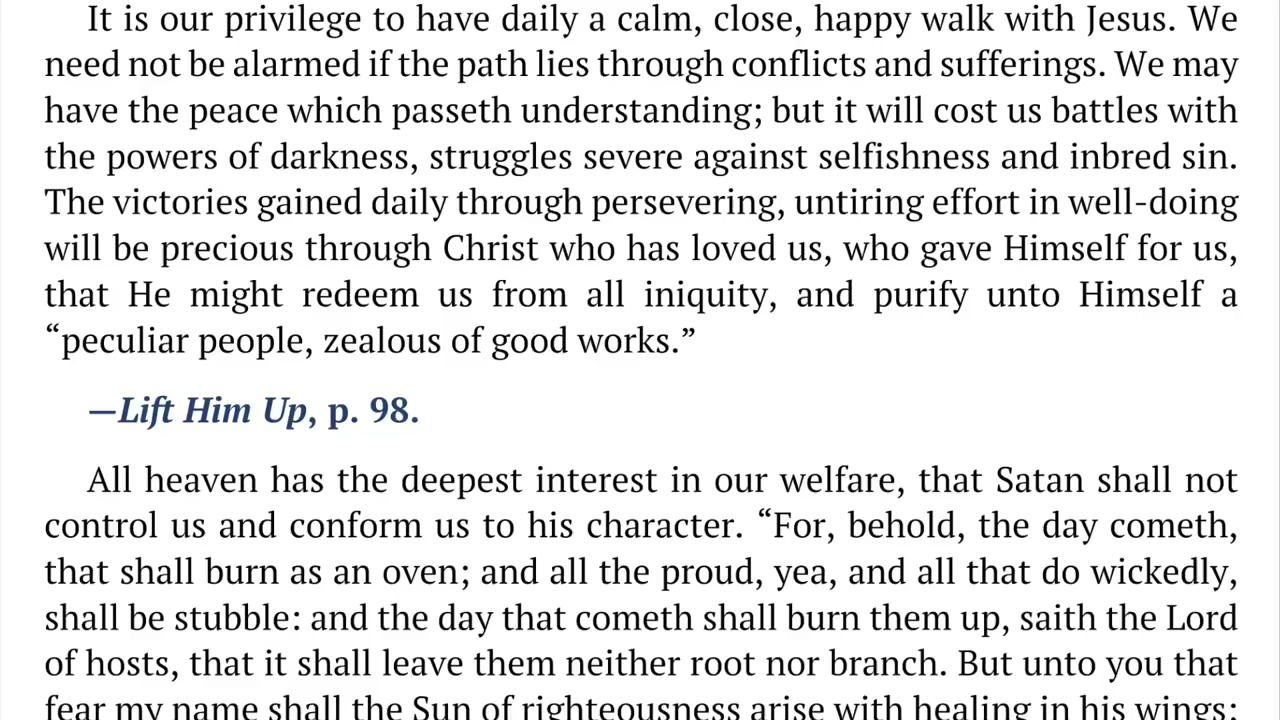 It is our privilege to have daily a calm, close, happy walk with Jesus. We
need not be alarmed if the path lies through conflicts and sufferings. We may
have the peace which passeth understanding; but it will cost us battles with
the powers of darkness, struggles severe against selfishness and inbred sin.
The victories gained daily through persevering, untiring effort in well-doing
will be precious through Christ who has loved us, who gave Himself for us,
that He might redeem us from all iniquity, and purify unto Himself a
“peculiar people, zealous of good works.”
—Lift Him Up, p. 98.
All heaven has the deepest interest in our welfare, that Satan shall not
control us and conform us to his character. “For, behold, the day cometh,
that shall burn as an oven; and all the proud, yea, and all that do wickedly,
shall be stubble: and the day that cometh shall burn them up, saith the Lord
of hosts, that it shall leave them neither root nor branch. But unto you that
fear my name shall the Sun of righteousness arise with healing in his wings;